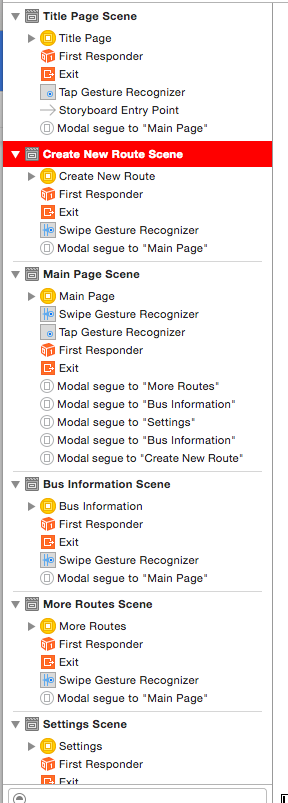 Title Page Scene
Title Page
First Responder
Exit
Tap Gesture Recognizer
Storyboard Entry Point
Modal segue to "Main Page"
Create New Route Scene
Create New Route
First Responder
Exit
Swipe Gesture Recognizer
Modal segue to "Main Page"
Main Page Scene
Main Page
Swipe Gesture Recognizer
Tap Gesture Recognizer
First Responder
Exit
Modal segue to "More Routes"
Modal segue to "Bus Information"
Modal segue to "Settings"
Modal segue to "Bus Information"
Modal segue to "Create New Route"
Bus Information Scene
Bus Information
First Responder
Exit
Swipe Gesture Recognizer
Modal segue to "Main Page"
More Routes Scene
More Routes
First Responder
Exit
Swipe Gesture Recognizer
Modal segue to "Main Page"
Settings Scene
Settings
First Responder
Exit